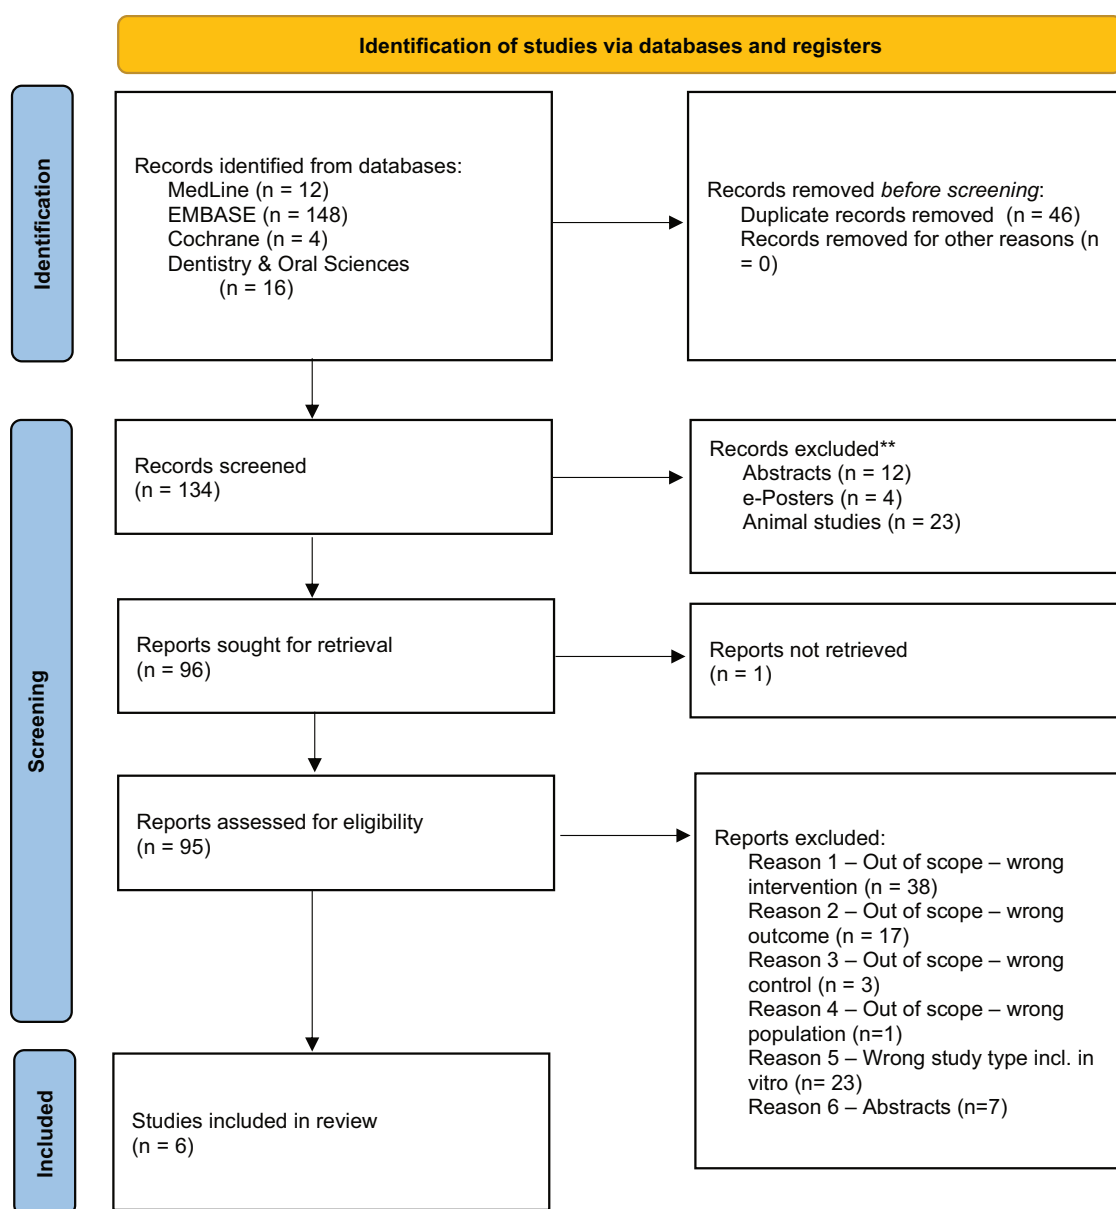 Identification of studies via databases and registers
Identification
Records identified from databases:
MedLine (n = 12)
EMBASE (n = 148)
Cochrane (n = 4)
Dentistry & Oral Sciences
(n = 16)
Records removed before screening:
Duplicate records removed  (n = 46)
Records removed for other reasons (n
= 0)
Screening
Records screened
(n = 134)
Records excluded**
Abstracts (n = 12)
e-Posters (n = 4)
Animal studies (n = 23)
Reports sought for retrieval
(n = 96)
Reports not retrieved
(n = 1)
Reports assessed for eligibility
(n = 95)
Reports excluded:
Reason 1 – Out of scope – wrong
intervention (n = 38)
Reason 2 – Out of scope – wrong
outcome (n = 17)
Reason 3 – Out of scope – wrong
control (n = 3)
Reason 4 – Out of scope – wrong
population (n=1)
Reason 5 – Wrong study type incl. in
vitro (n= 23)
Reason 6 – Abstracts (n=7)
Included
Studies included in review
(n = 6)